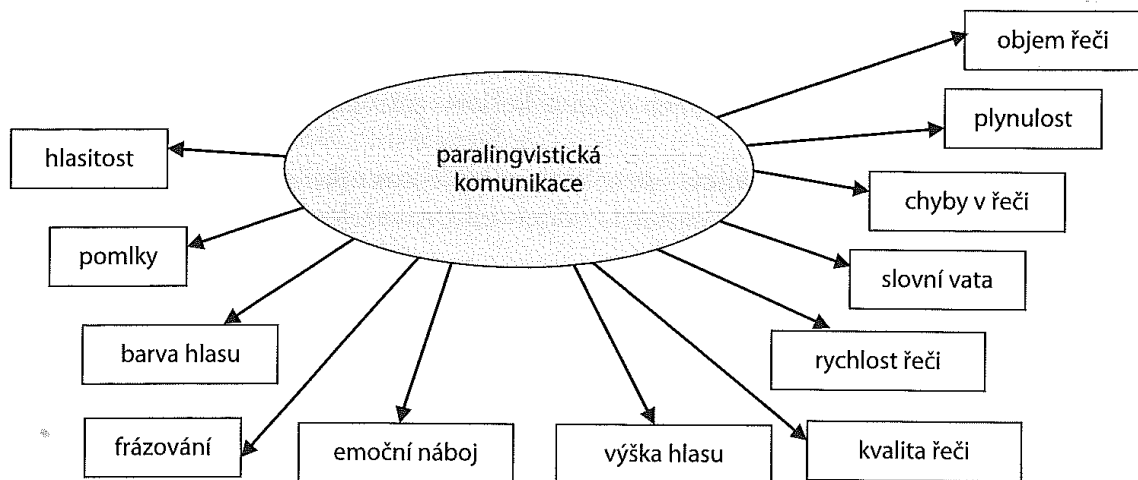 objem řeči
plynulost
paralingvistická
komunikace
hlasitost
chyby v řeči
pomlky
slovní vata
barva hlasu
rychlost řeči
frázování
emoční náboj
výška hlasu
kvalita řeči